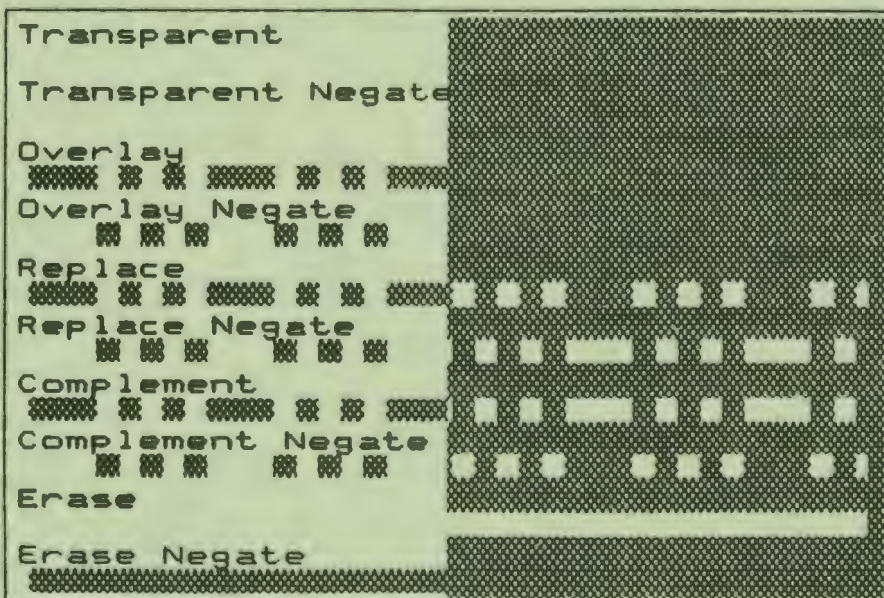 Transparent
Transparent Negate
Overlay
Overlay Negate
Replace
Replace Negate
Complement
Complement Negate
Erase
Erase Negate